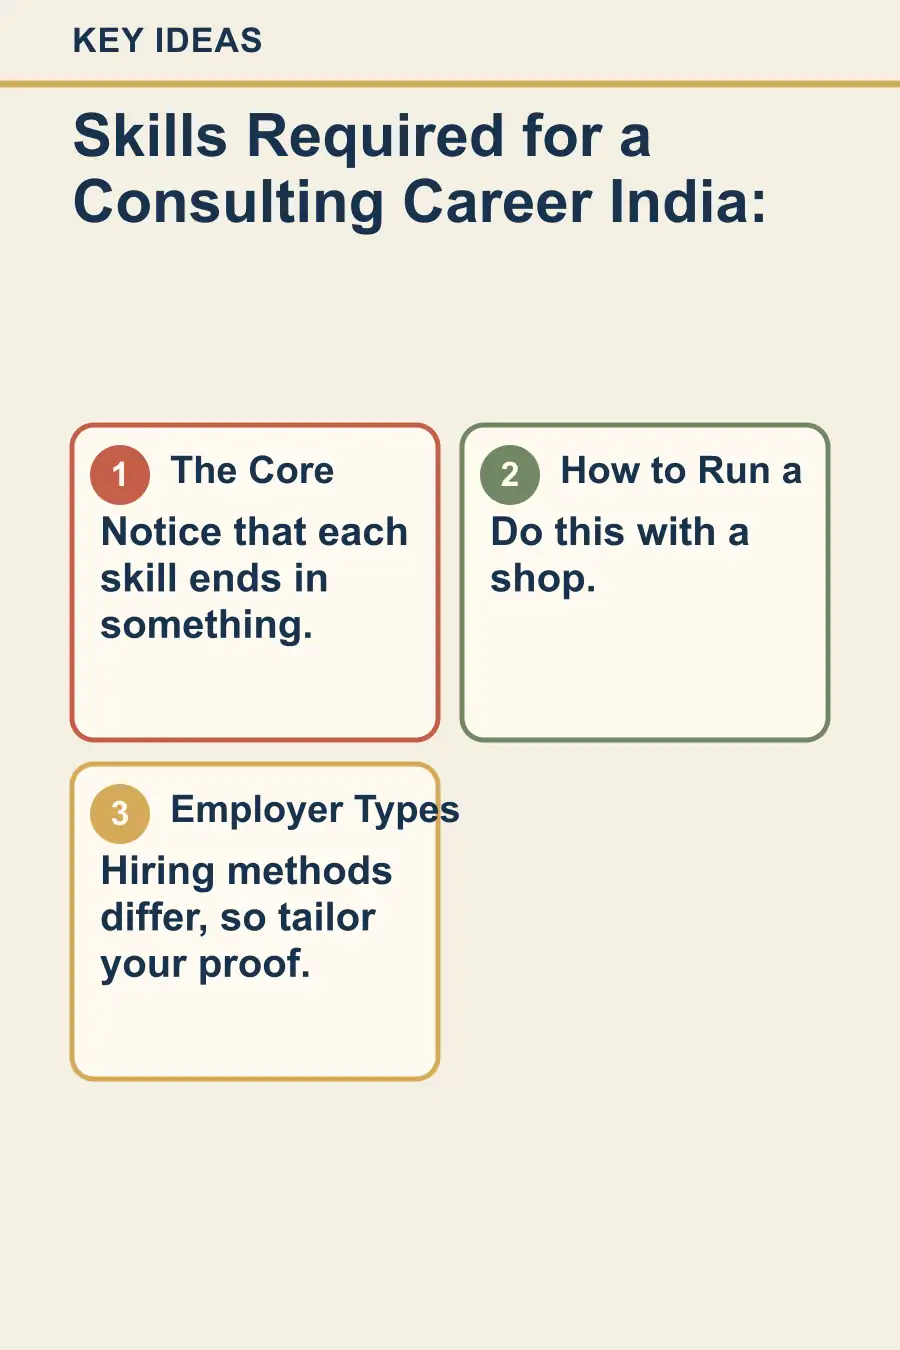 KEY IDEAS
Skills Required for a
Consulting Career India:
1 The Core
Notice that each
skill ends in
something.
2 How to Run a
Do this with a
shop.
3 Employer Types
Hiring methods
differ, so tailor
your proof.